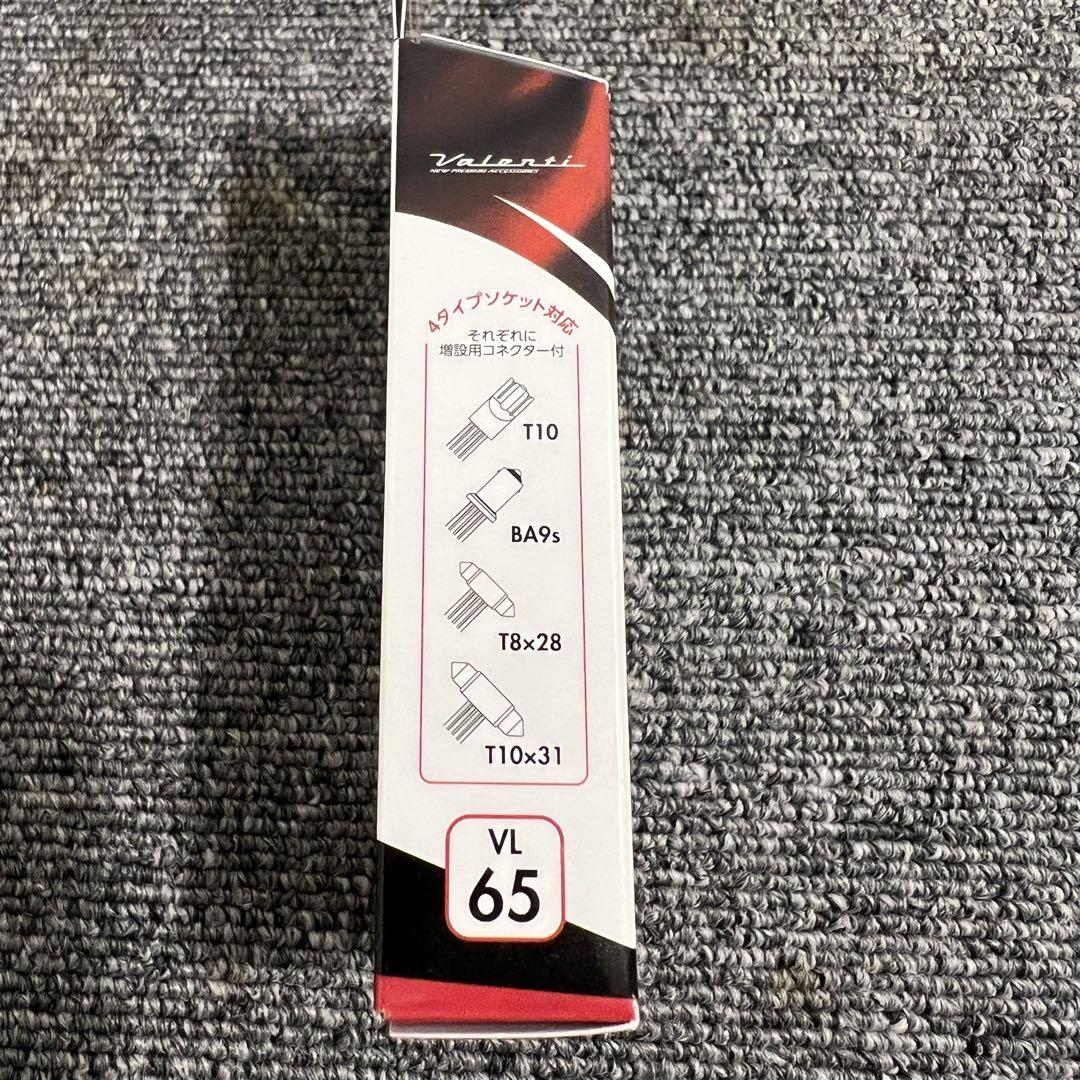 Valenti
NEW PREMIUM ACCESSORIES
4タイプソケット対応
それぞれに
増設用コネクター付
T10
BA9s
T8×28
T10×31
VL
65